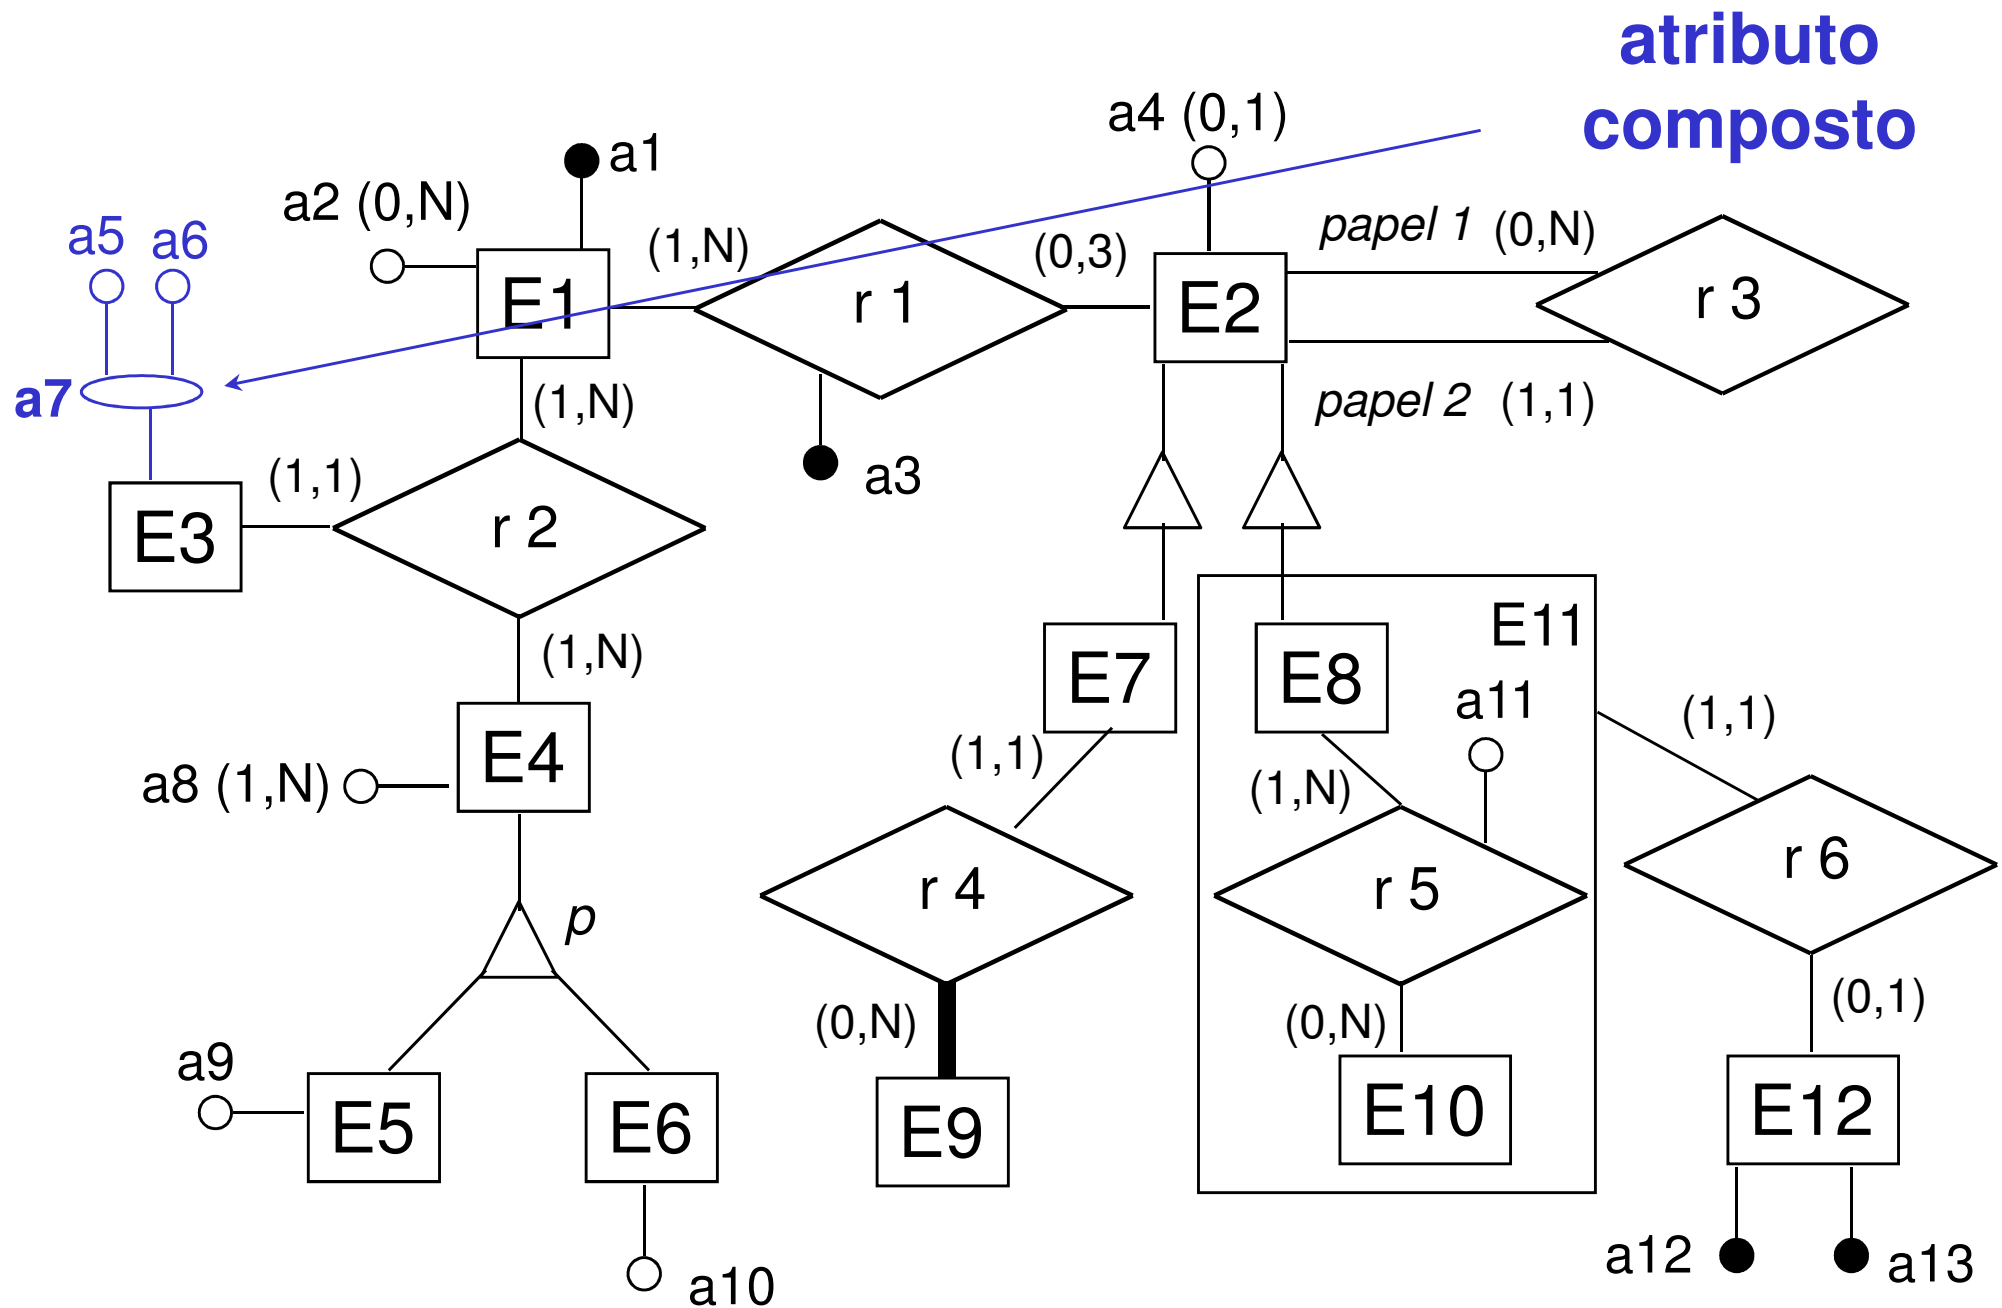 atributo
composto
a4 (0,1)
a1
a2 (0,N)
a5
a6
papel 1 (0,N)
(1,N)
(0,3)
E1
r 1
E2
r 3
a7
(1,N)
papel 2 (1,1)
(1,1)
a3
E3
r 2
(1,N)
E11
E7
E8
a11
(1,1)
a8 (1,N)
E4
(1,1)
(1,N)
r 4
r 5
r 6
p
(0,N)
(0,N)
(0,1)
a9
E5
E6
E9
E10
E12
a10
a12
a13